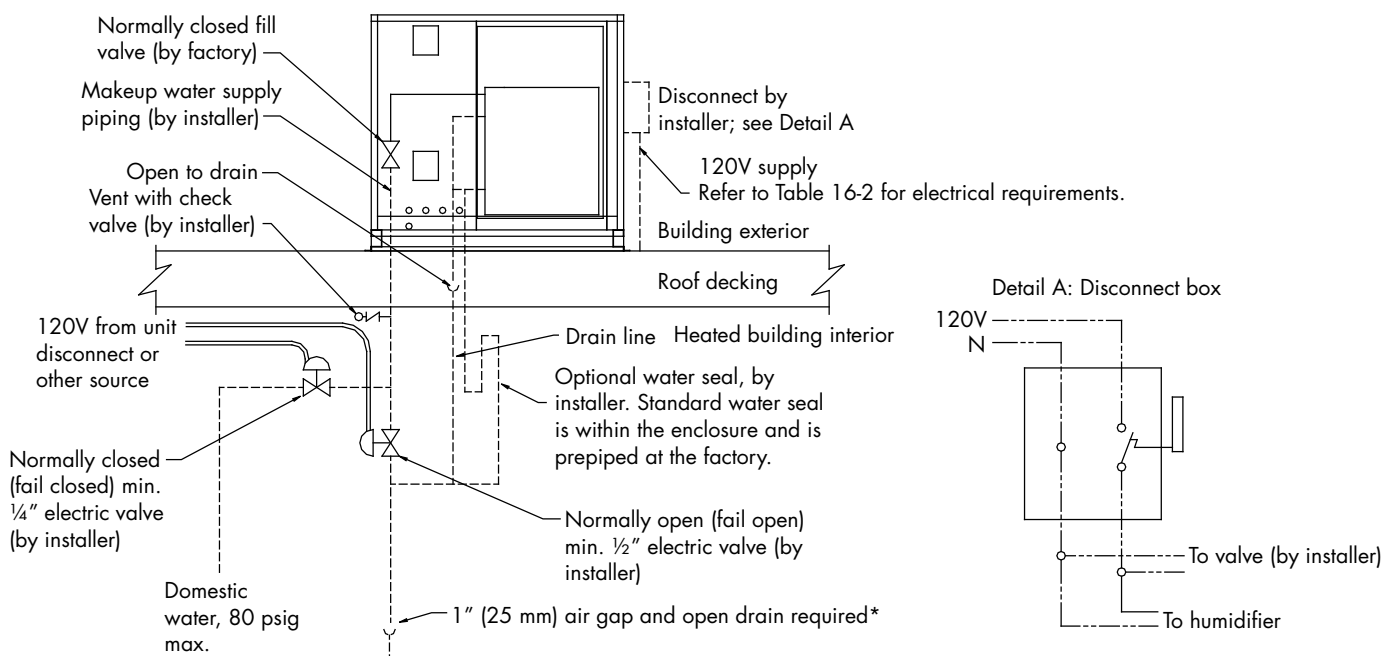 Normally closed fill
valve (by factory)
Makeup water supply
piping (by installer)
Open to drain
Vent with check
valve (by installer)
Disconnect by
installer; see Detail A
120V supply
Refer to Table 16-2 for electrical requirements.
Building exterior
Roof decking
120V from unit
disconnect or
other source
Drain line
Heated building interior
Optional water seal, by
installer. Standard water seal
is within the enclosure and is
prepiped at the factory.
Normally closed
(fail closed) min.
¼" electric valve
(by installer)
Normally open (fail open)
min. ½" electric valve (by
installer)
Domestic
water, 80 psig
max.
1" (25 mm) air gap and open drain required*
Detail A: Disconnect box
120V
N
To valve (by installer)
To humidifier